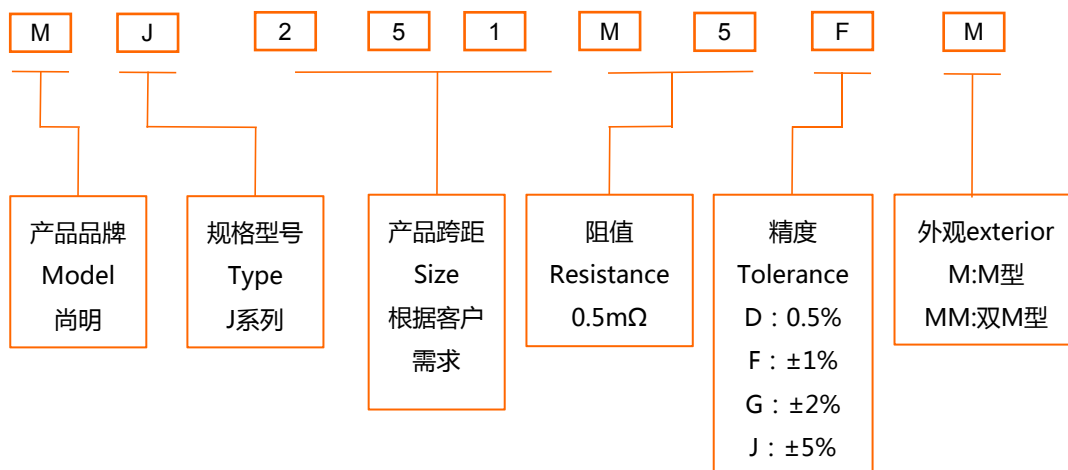 M J 2 5 1 M 5 F M
产品品牌
Model
尚明
规格型号
Type
J系列
产品跨距
Size
根据客户
需求
阻值
Resistance
0.5mΩ
精度
Tolerance
D：0.5%
F：±1%
G：±2%
J：±5%
外观exterior
M:M型
MM:双M型